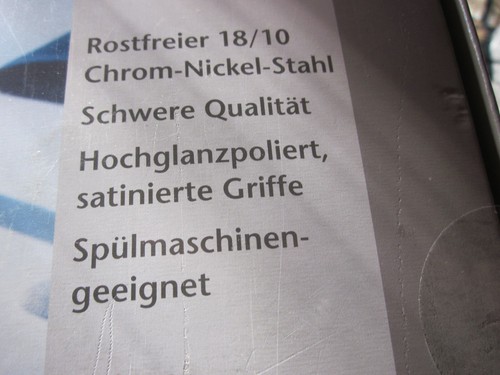 Rostfreier 18/10
Chrom-Nickel-Stahl
Schwere Qualität
Hochglanzpoliert,
satinierte Griffe
Spülmaschinen-
geeignet